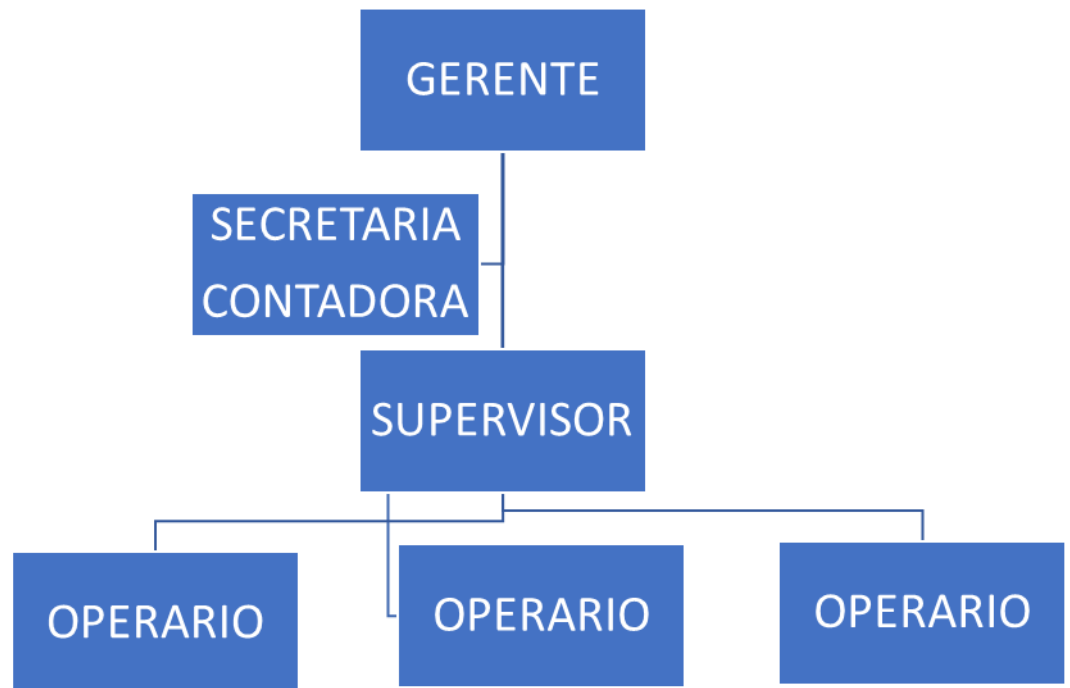 GERENTE
SECRETARIA
CONTADORA
SUPERVISOR
OPERARIO
OPERARIO
OPERARIO